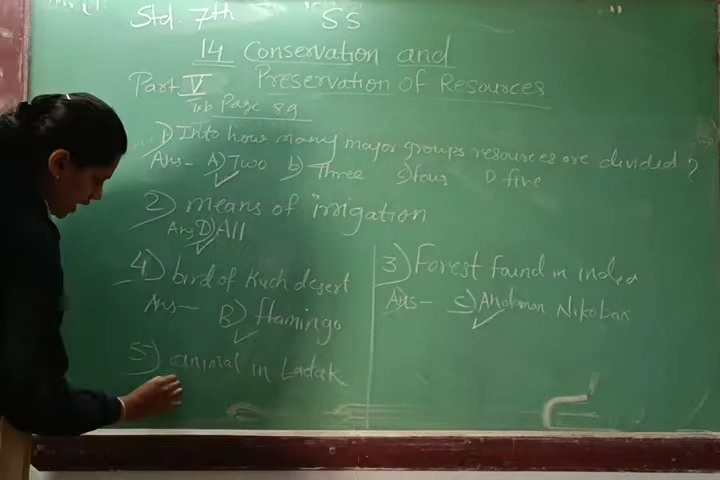 Std. 7th SS
14 Conservation and
Part V Preservation of Resources
Page 89
1) Into how many major groups resources are divided?
Ans- A) Two b) Three c) four D five
2) means of irrigation
Ans D) All
4) bird of Kuch desert
Ans- B) flamingo
3) Forest found in india
Ans- C) Andman Nikobar
5) animal in Ladak